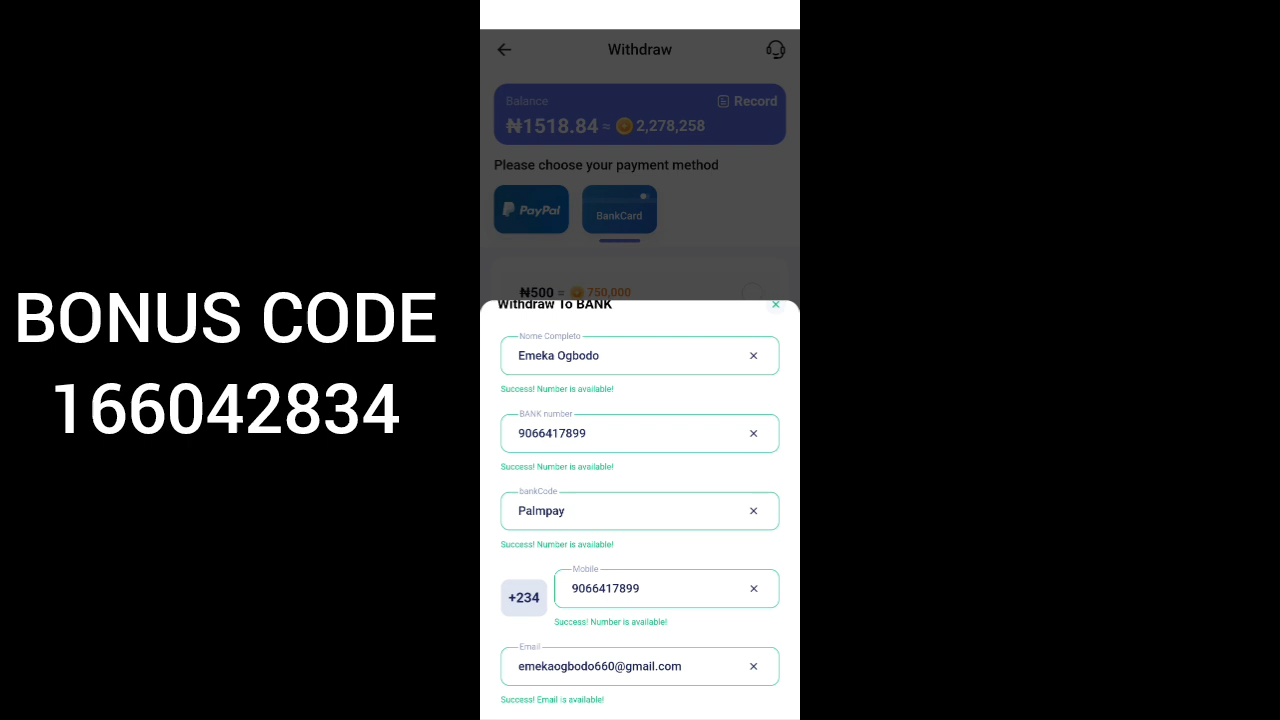 Withdraw
Balance
Record
₦1518.84 ≈ 2,278,258
Please choose your payment method
PayPal
BankCard
₦500 = 750,000
Withdraw To BANK
Nome Completo
Emeka Ogbodo
Success! Number is available!
BANK number
9066417899
Success! Number is available!
bankCode
Palmpay
Success! Number is available!
Mobile
+234
9066417899
Success! Number is available!
Email
emekaogbodo660@gmail.com
Success! Email is available!
BONUS CODE
166042834